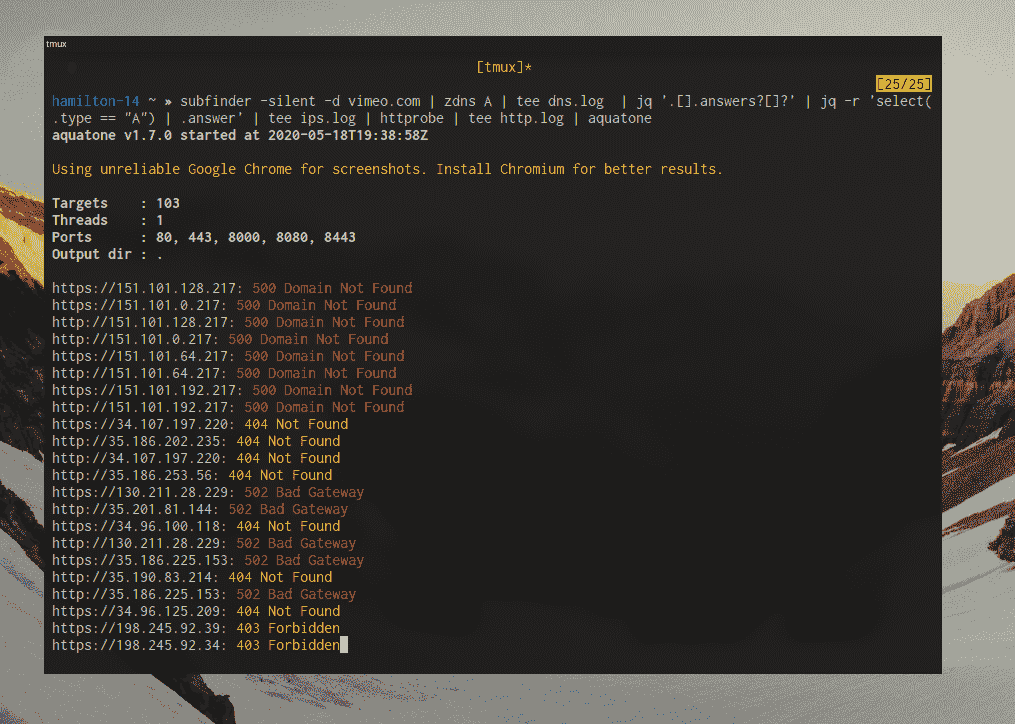 tmux
[tmux]*
[25/25]
hamilton-14 ~ » subfinder -silent -d vimeo.com | zdns A | tee dns.log  | jq '.[].answers?[]?' | jq -r 'select(
.type == "A") | .answer' | tee ips.log | httprobe | tee http.log | aquatone
aquatone v1.7.0 started at 2020-05-18T19:38:58Z
Using unreliable Google Chrome for screenshots. Install Chromium for better results.
Targets    : 103
Threads    : 1
Ports      : 80, 443, 8000, 8080, 8443
Output dir : .
https://151.101.128.217: 500 Domain Not Found
https://151.101.0.217: 500 Domain Not Found
http://151.101.128.217: 500 Domain Not Found
http://151.101.0.217: 500 Domain Not Found
https://151.101.64.217: 500 Domain Not Found
http://151.101.64.217: 500 Domain Not Found
https://151.101.192.217: 500 Domain Not Found
http://151.101.192.217: 500 Domain Not Found
https://34.107.197.220: 404 Not Found
http://35.186.202.235: 404 Not Found
http://34.107.197.220: 404 Not Found
http://35.186.253.56: 404 Not Found
https://130.211.28.229: 502 Bad Gateway
http://35.201.81.144: 502 Bad Gateway
https://34.96.100.118: 404 Not Found
http://130.211.28.229: 502 Bad Gateway
https://35.186.225.153: 502 Bad Gateway
http://35.190.83.214: 404 Not Found
http://35.186.225.153: 502 Bad Gateway
https://34.96.125.209: 404 Not Found
http://198.245.92.39: 403 Forbidden
https://198.245.92.34: 403 Forbidden